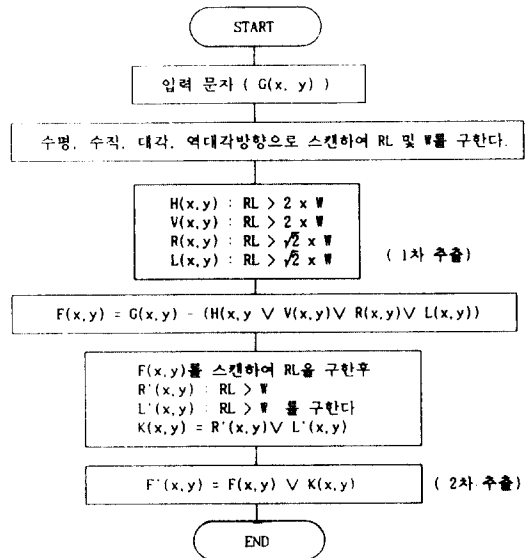 START
입력 문자 ( G(x, y) )
수평, 수직, 대각, 역대각방향으로 스캔하여 RL 및 W를 구한다.
H(x,y) : RL > 2 x W
V(x,y) : RL > 2 x W
R(x,y) : RL > √2 x W
L(x,y) : RL > √2 x W
( 1차 추출)
F(x,y) = G(x,y) - (H(x,y ∨ V(x,y)∨ R(x,y)∨ L(x,y))
F(x,y)를 스캔하여 RL을 구한후
R'(x,y) : RL > W
L'(x,y) : RL > W 를 구한다
K(x,y) = R'(x,y)∨ L'(x,y)
F'(x,y) = F(x,y) ∨ K(x,y)
( 2차 추출)
END